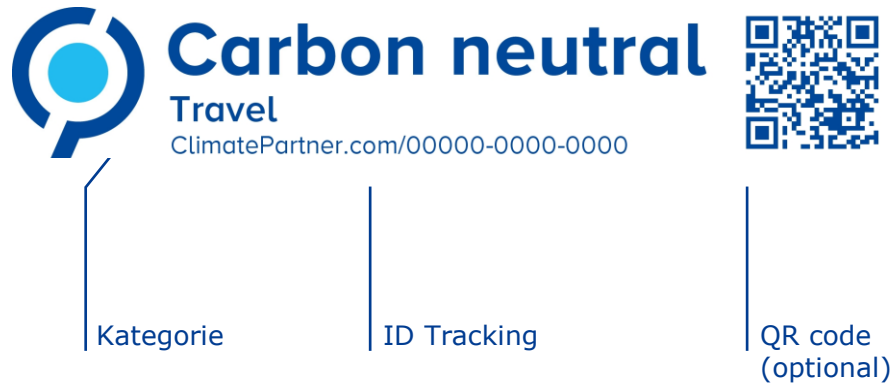 Carbon neutral
Travel
ClimatePartner.com/00000-0000-0000
Kategorie
ID Tracking
QR code
(optional)